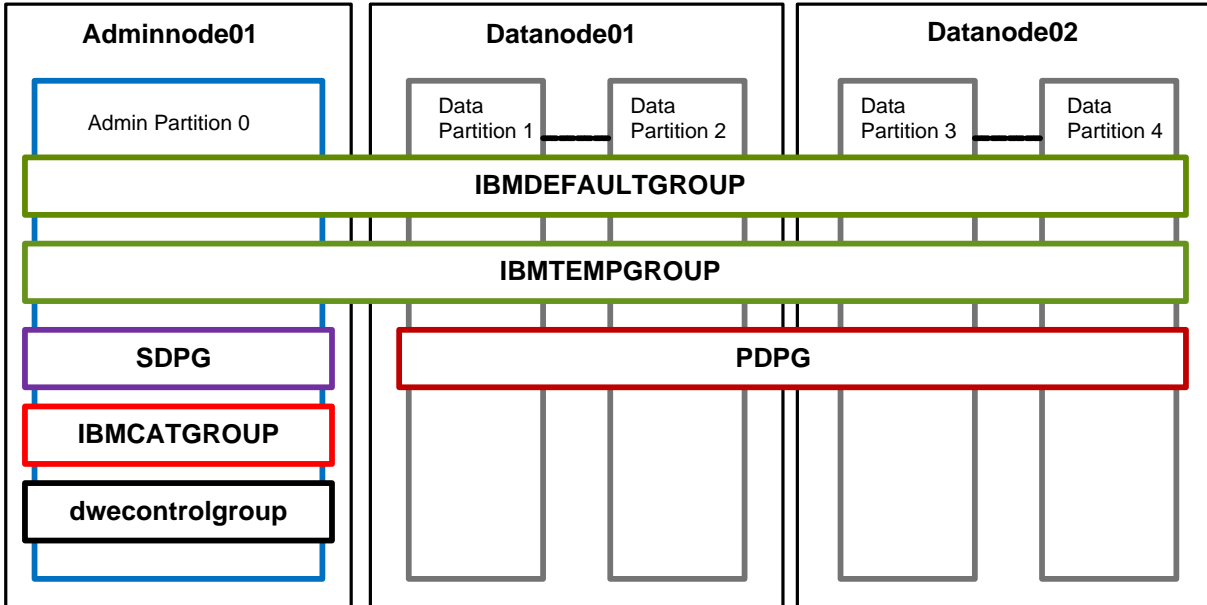 Adminnode01
Datanode01
Datanode02
Admin Partition 0
Data
Partition 1
Data
Partition 2
Data
Partition 3
Data
Partition 4
IBMDEFAULTGROUP
IBMTEMPGROUP
SDPG
PDPG
IBMCATGROUP
dwecontrolgroup